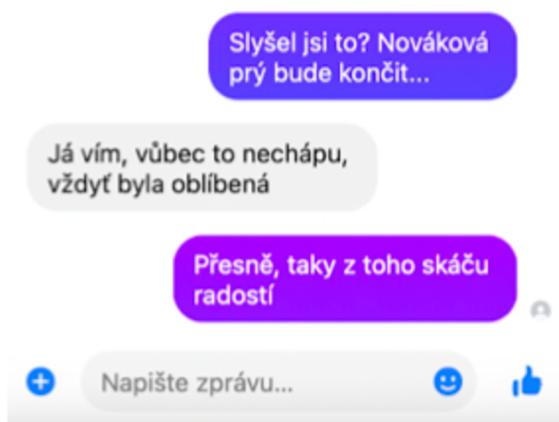 Slyšel jsi to? Nováková
prý bude končit...
Já vím, vůbec to nechápu,
vždyť byla oblíbená
Přesně, taky z toho skáču
radostí
Napište zprávu...